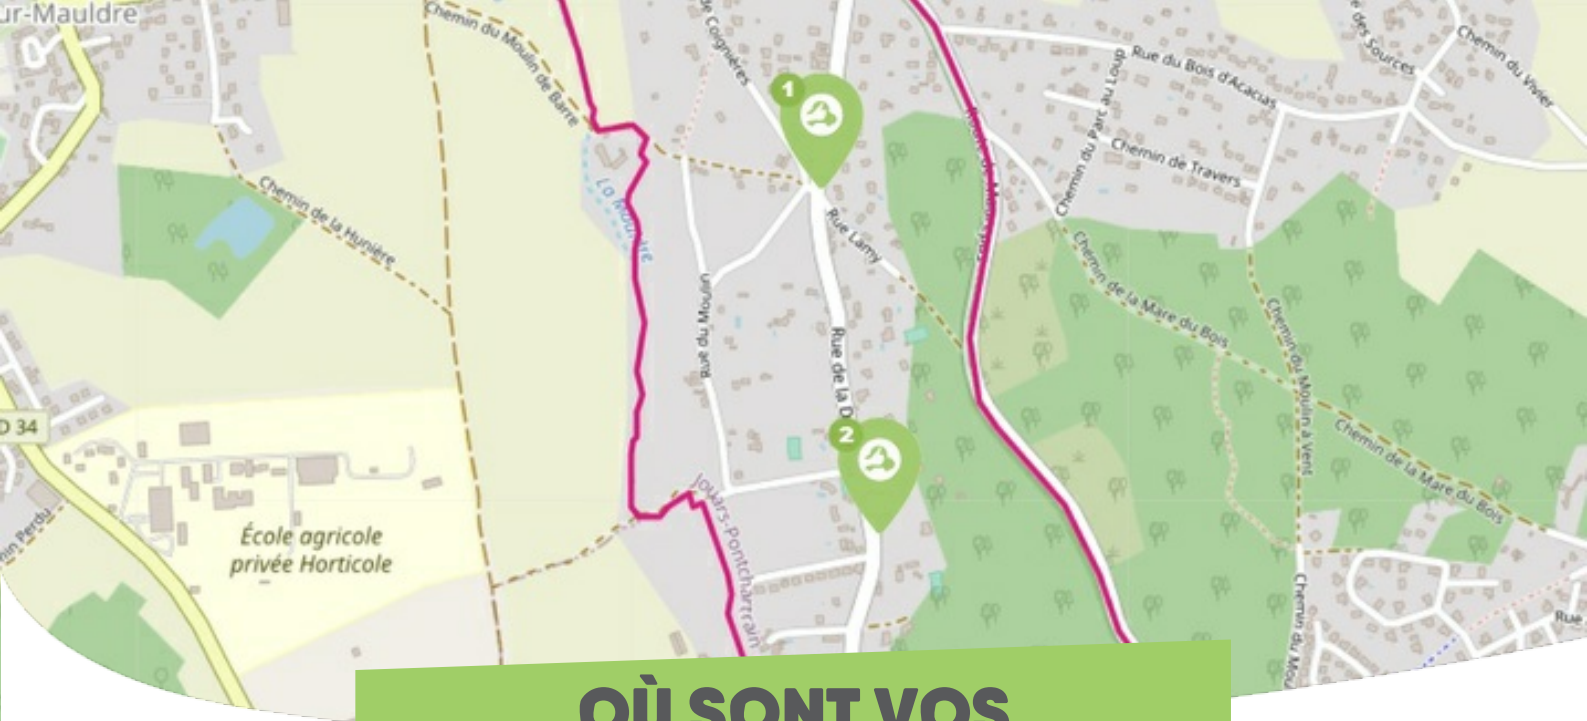 ur-Mauldre
Chemin du Moulin de Barre
de Coignières
1
Rue du Bois d'Acacias
e des Sources
Chemin du Vivier
Chemin du Parc au Loup
Chemin de Travers
Chemin de la Hunière
La Mauldre
Rue Lamy
Chemin de la Mare du Bois
Rue du Moulin
Rue de la D
Chemin du Moulin à Vent
D 34
2
Chemin de la Mare du Bois
min Perdu
École agricole
privée Horticole
Jouars-Pontchartrain
Chemin du Mou
Rue
OÙ SONT VOS